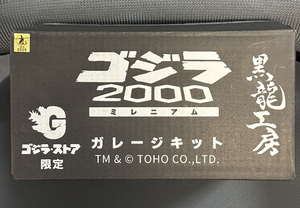 ゴジラ
2000
ミレニアム
黒龍工房
G
ゴジラ・ストア
限定
ガレージキット
TM & © TOHO CO.,LTD.